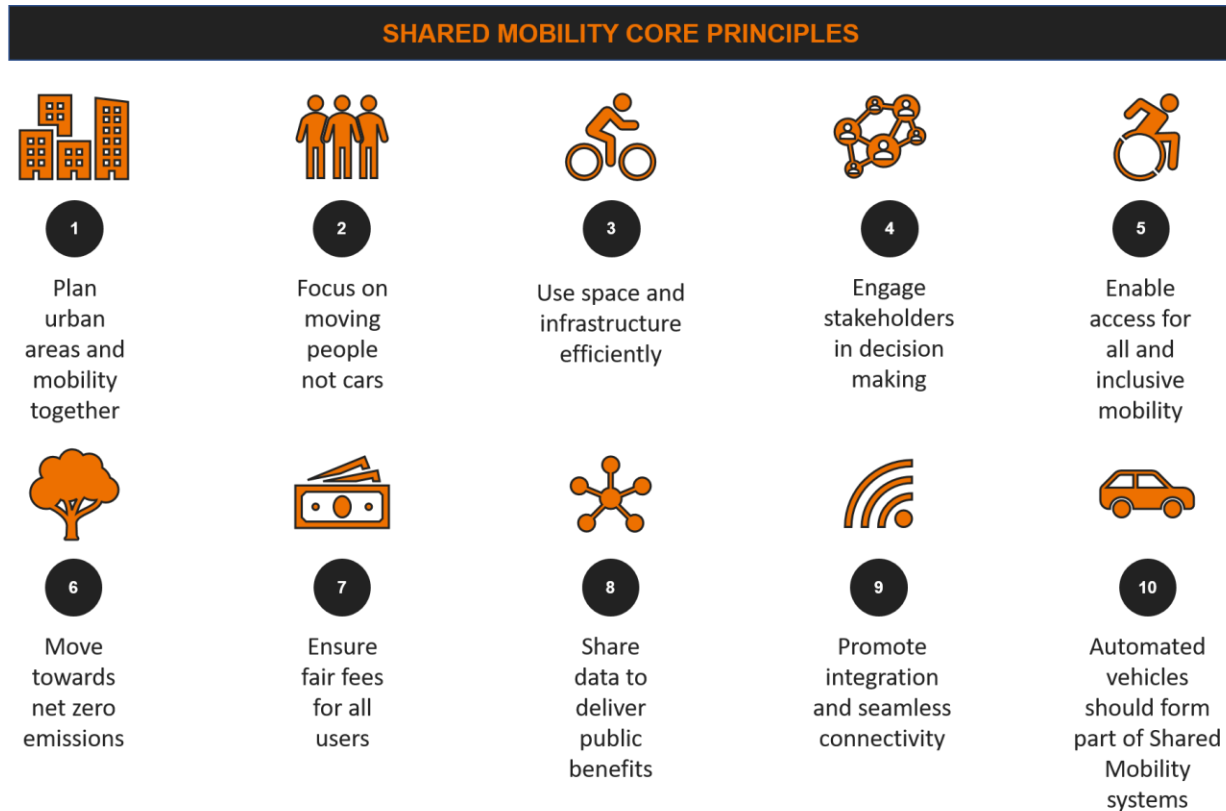 SHARED MOBILITY CORE PRINCIPLES
1
Plan
urban
areas and
mobility
together
2
Focus on
moving
people
not cars
3
Use space and
infrastructure
efficiently
4
Engage
stakeholders
in decision
making
5
Enable
access for
all and
inclusive
mobility
6
Move
towards
net zero
emissions
7
Ensure
fair fees
for all
users
8
Share
data to
deliver
public
benefits
9
Promote
integration
and seamless
connectivity
10
Automated
vehicles
should form
part of Shared
Mobility
systems